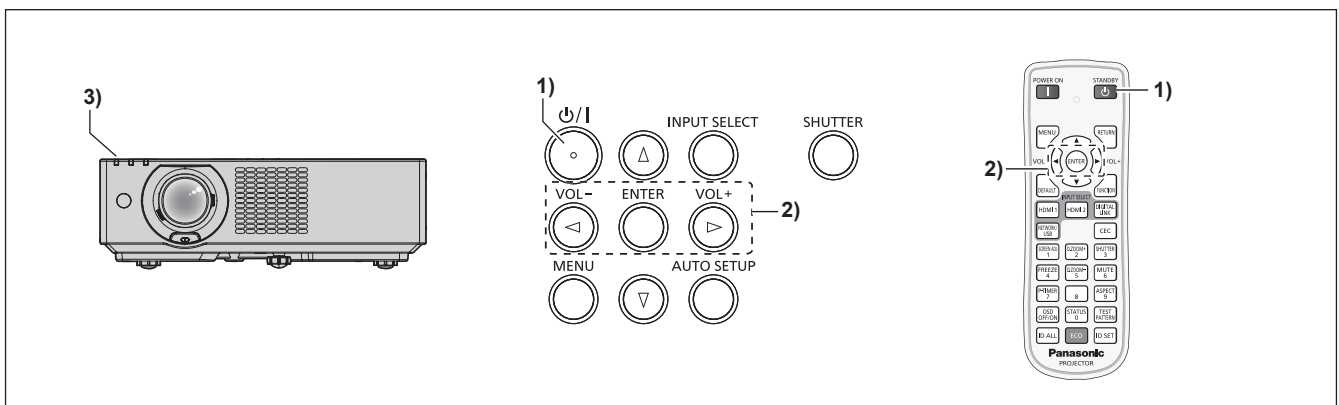 3)
1)
⏻/|
INPUT SELECT
SHUTTER
VOL-
ENTER
VOL+
2)
MENU
AUTO SETUP
POWER ON
STANDBY
1)
MENU
RETURN
VOL
ENTER
VOL+
2)
DEFAULT
FUNCTION
INPUT SELECT
HDMI 1
HDMI 2
DIGITAL LINK
NETWORK/
USB
CEC
SCREEN ADJ
1
D.ZOOM+
2
SHUTTER
3
FREEZE
4
D.ZOOM-
5
MUTE
6
P-TIMER
7
8
ASPECT
9
OSD
OFF/ON
STATUS
0
TEST
PATTERN
ID ALL
ECO
ID SET
Panasonic
PROJECTOR